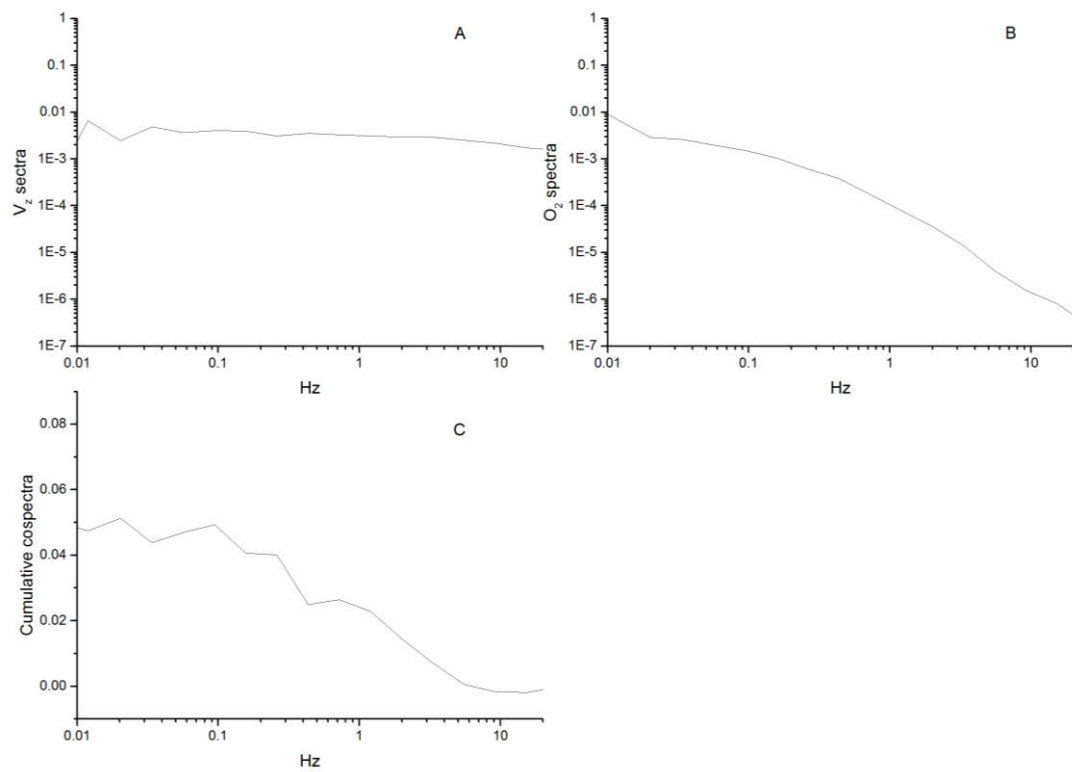 A
1
0.1
0.01
1E-3
1E-4
1E-5
1E-6
1E-7
Vz sectra
0.01 0.1 1 10
Hz
B
1
0.1
0.01
1E-3
1E-4
1E-5
1E-6
1E-7
O2 spectra
0.01 0.1 1 10
Hz
C
0.08
0.06
0.04
0.02
0.00
Cumulative cospectra
0.01 0.1 1 10
Hz